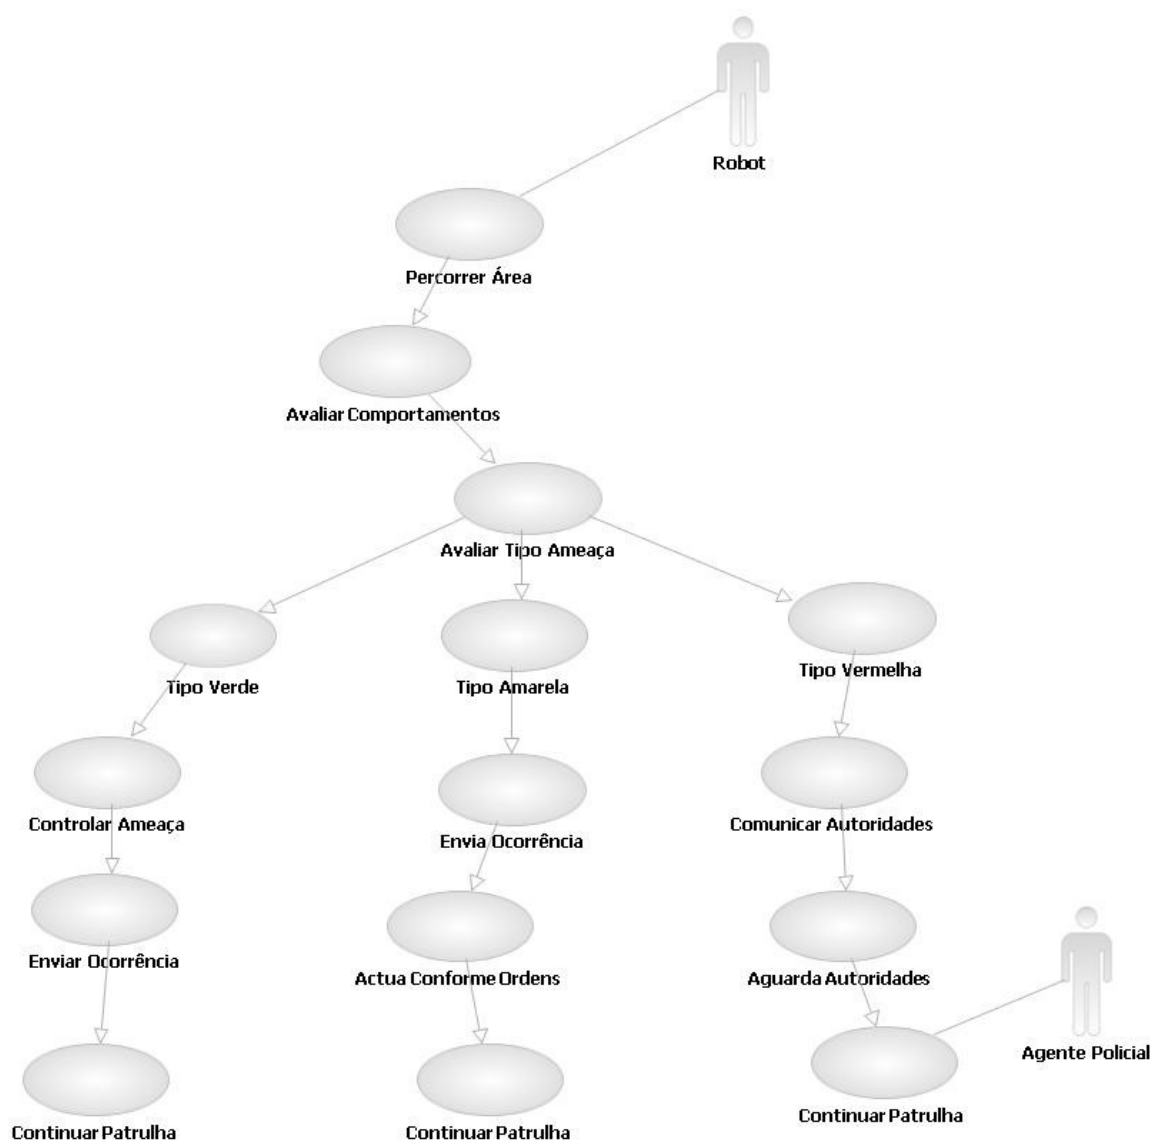 Robot
Percorrer Área
Avaliar Comportamentos
Avaliar Tipo Ameaça
Tipo Verde
Tipo Amarela
Tipo Vermelha
Controlar Ameaça
Envia Ocorrência
Comunicar Autoridades
Enviar Ocorrência
Actua Conforme Ordens
Aguarda Autoridades
Agente Policial
Continuar Patrulha
Continuar Patrulha
Continuar Patrulha